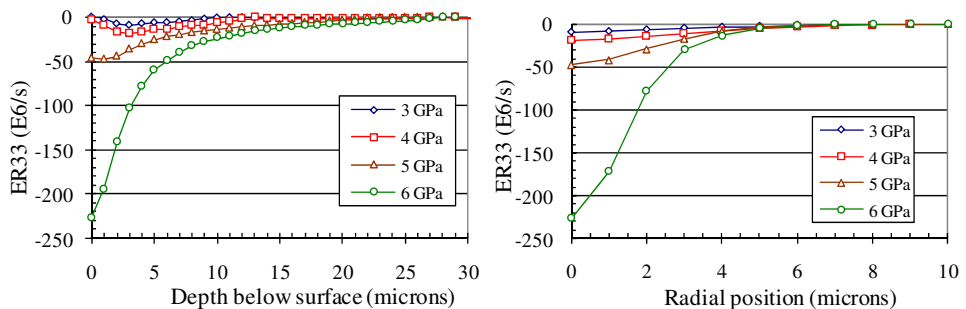 0
-50
-100
-150
-200
-250
ER33 (E6/s)
3 GPa
4 GPa
5 GPa
6 GPa
0 5 10 15 20 25 30
Depth below surface (microns)
0
-50
-100
-150
-200
-250
ER33 (E6/s)
3 GPa
4 GPa
5 GPa
6 GPa
0 2 4 6 8 10
Radial position (microns)